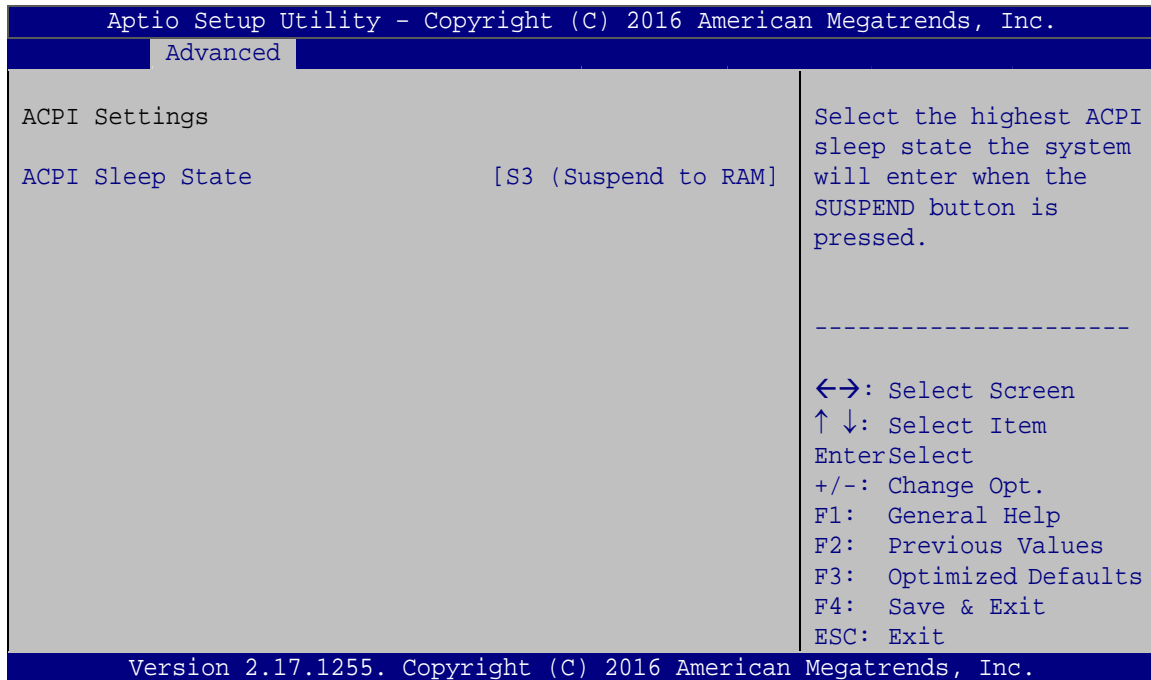 Aptio Setup Utility – Copyright (C) 2016 American Megatrends, Inc.
Advanced
ACPI Settings
ACPI Sleep State [S3 (Suspend to RAM]
Select the highest ACPI
sleep state the system
will enter when the
SUSPEND button is
pressed.
----------------------
←→: Select Screen
↑ ↓: Select Item
EnterSelect
+/-: Change Opt.
F1: General Help
F2: Previous Values
F3: Optimized Defaults
F4: Save & Exit
ESC: Exit
Version 2.17.1255. Copyright (C) 2016 American Megatrends, Inc.